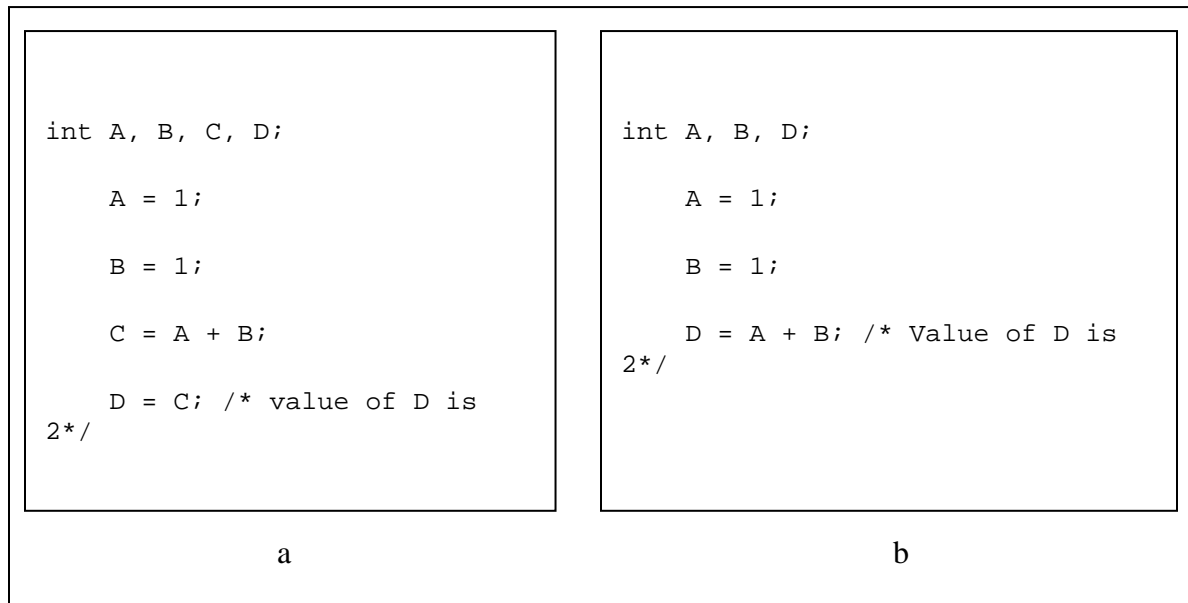 int A, B, C, D;
A = 1;
B = 1;
C = A + B;
D = C; /* value of D is
2*/
a
int A, B, D;
A = 1;
B = 1;
D = A + B; /* Value of D is
2*/
b